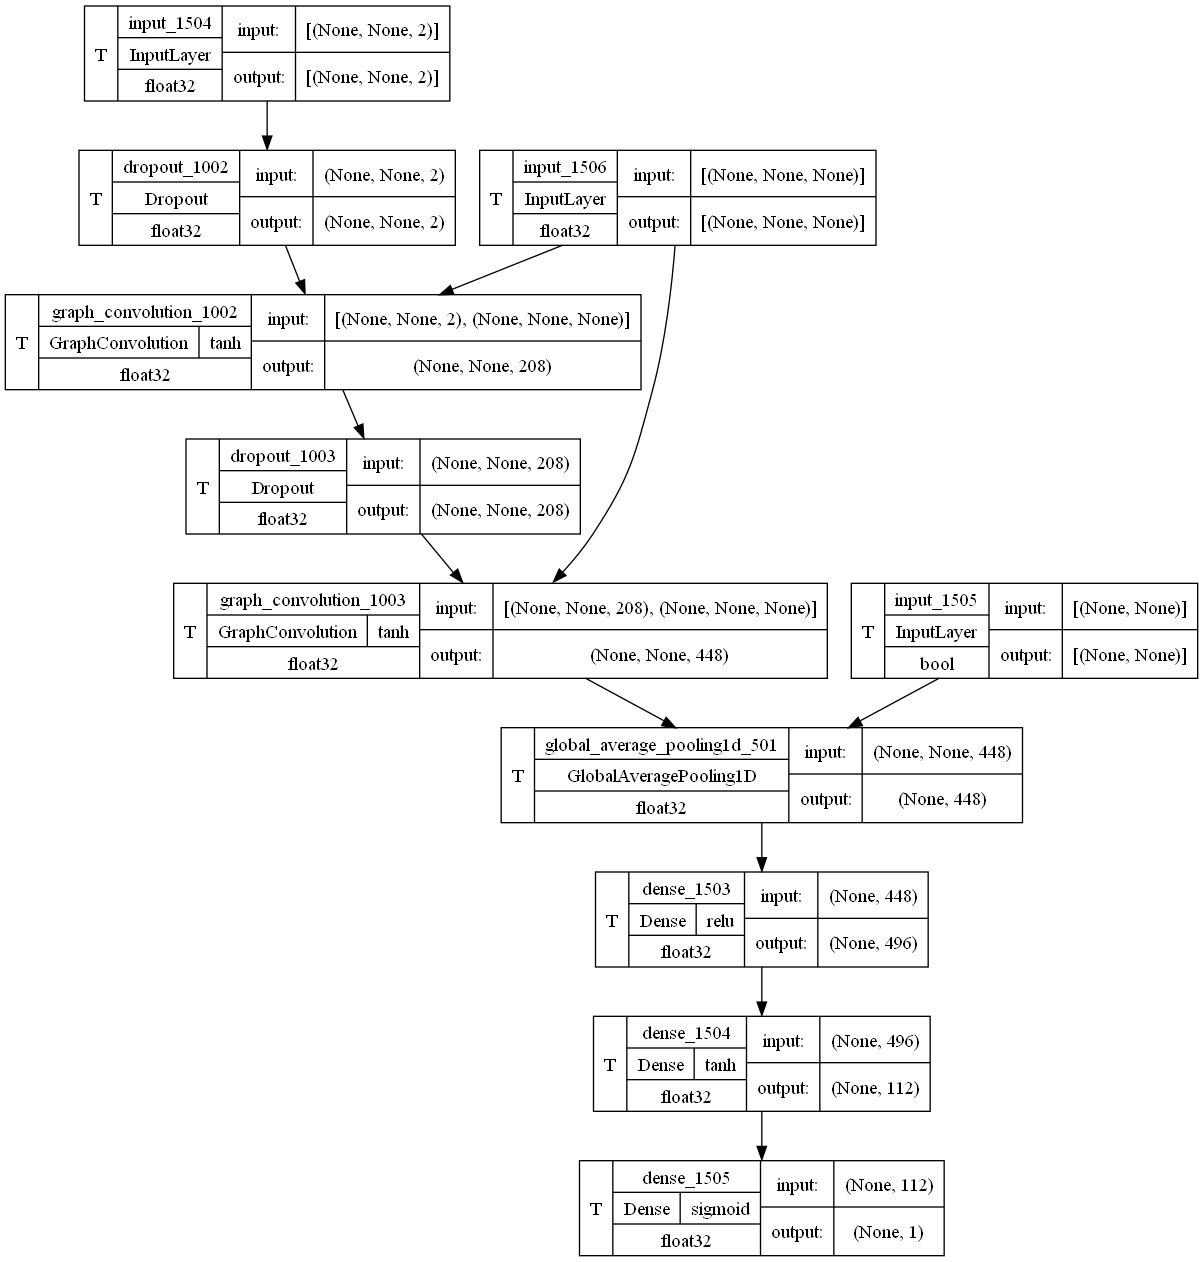 T
input_1504
InputLayer
float32
input:
[(None, None, 2)]
output:
[(None, None, 2)]
T
dropout_1002
Dropout
float32
input:
(None, None, 2)
output:
(None, None, 2)
T
input_1506
InputLayer
float32
input:
[(None, None, None)]
output:
[(None, None, None)]
T
graph_convolution_1002
GraphConvolution tanh
float32
input:
[(None, None, 2), (None, None, None)]
output:
(None, None, 208)
T
dropout_1003
Dropout
float32
input:
(None, None, 208)
output:
(None, None, 208)
T
graph_convolution_1003
GraphConvolution tanh
float32
input:
[(None, None, 208), (None, None, None)]
output:
(None, None, 448)
T
input_1505
InputLayer
bool
input:
[(None, None)]
output:
[(None, None)]
T
global_average_pooling1d_501
GlobalAveragePooling1D
float32
input:
(None, None, 448)
output:
(None, 448)
T
dense_1503
Dense relu
float32
input:
(None, 448)
output:
(None, 496)
T
dense_1504
Dense tanh
float32
input:
(None, 496)
output:
(None, 112)
T
dense_1505
Dense sigmoid
float32
input:
(None, 112)
output:
(None, 1)